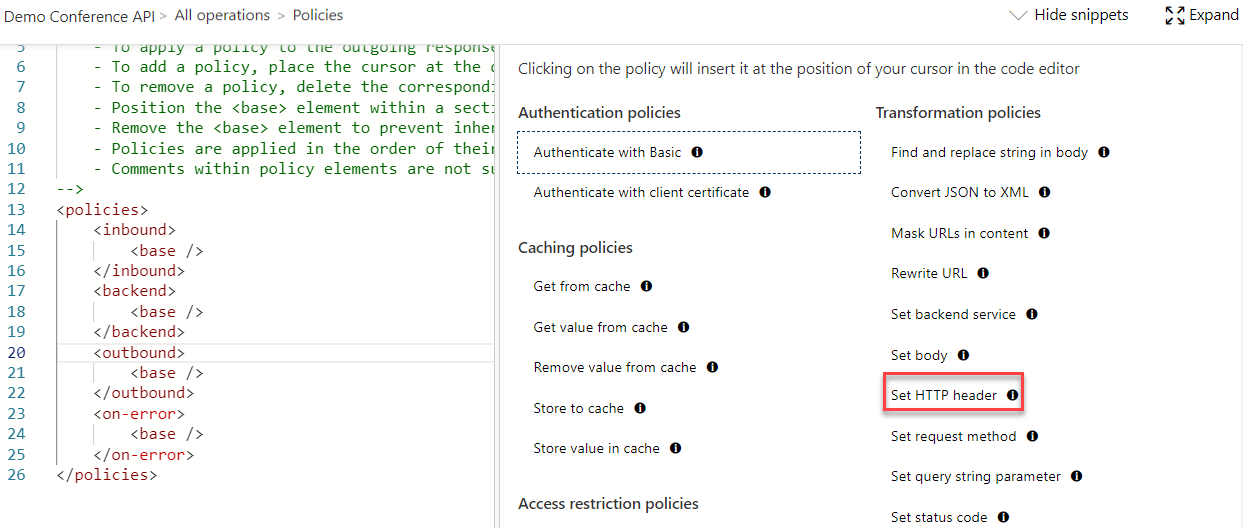 Demo Conference API > All operations > Policies
Hide snippets
Expand
5 - To apply a policy to the outgoing response
6 - To add a policy, place the cursor at the
7 - To remove a policy, delete the correspondi
8 - Position the <base> element within a secti
9 - Remove the <base> element to prevent inher
10 - Policies are applied in the order of their
11 - Comments within policy elements are not su
12 -->
13 <policies>
14 <inbound>
15 <base />
16 </inbound>
17 <backend>
18 <base />
19 </backend>
20 <outbound>
21 <base />
22 </outbound>
23 <on-error>
24 <base />
25 </on-error>
26 </policies>
Clicking on the policy will insert it at the position of your cursor in the code editor
Authentication policies
Authenticate with Basic
Authenticate with client certificate
Caching policies
Get from cache
Get value from cache
Remove value from cache
Store to cache
Store value in cache
Access restriction policies
Transformation policies
Find and replace string in body
Convert JSON to XML
Mask URLs in content
Rewrite URL
Set backend service
Set body
Set HTTP header
Set request method
Set query string parameter
Set status code